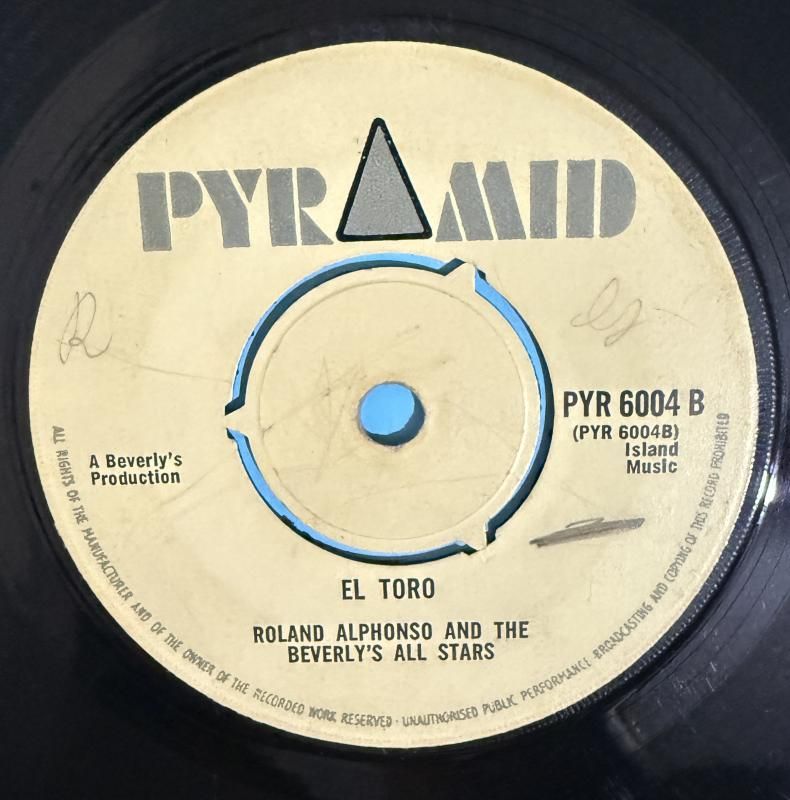 PYRAMID
PYR 6004 B
(PYR 6004B)
Island
Music
A Beverly's
Production
EL TORO
ROLAND ALPHONSO AND THE
BEVERLY'S ALL STARS
ALL RIGHTS OF THE MANUFACTURER AND OF THE OWNER OF THE RECORDED WORK RESERVED · UNAUTHORISED PUBLIC PERFORMANCE BROADCASTING AND COPYING OF THIS RECORD PROHIBITED